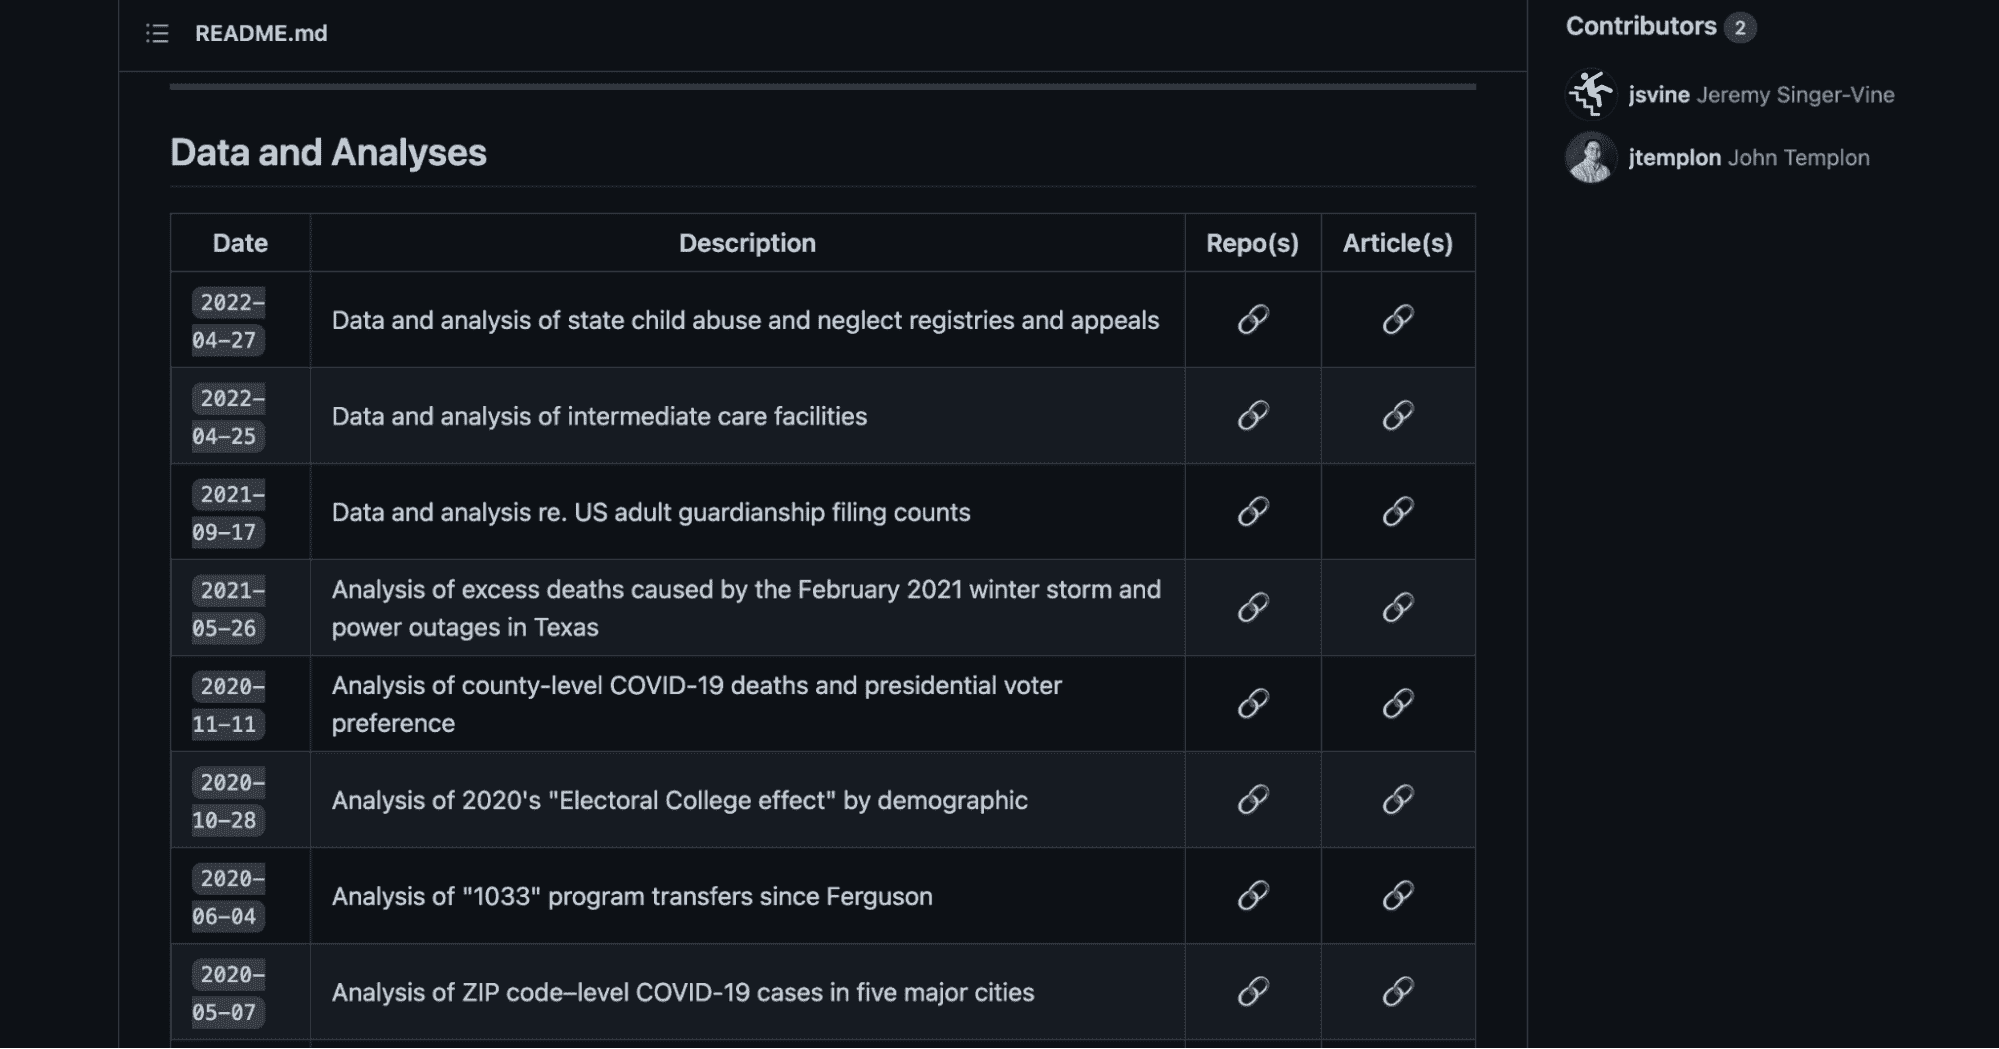 README.md
Data and Analyses
Date Description Repo(s) Article(s)
2022-
04-27
Data and analysis of state child abuse and neglect registries and appeals
2022-
04-25
Data and analysis of intermediate care facilities
2021-
09-17
Data and analysis re. US adult guardianship filing counts
2021-
05-26
Analysis of excess deaths caused by the February 2021 winter storm and
power outages in Texas
2020-
11-11
Analysis of county-level COVID-19 deaths and presidential voter
preference
2020-
10-28
Analysis of 2020's "Electoral College effect" by demographic
2020-
06-04
Analysis of "1033" program transfers since Ferguson
2020-
05-07
Analysis of ZIP code–level COVID-19 cases in five major cities
Contributors 2
jsvine Jeremy Singer-Vine
jtemplon John Templon